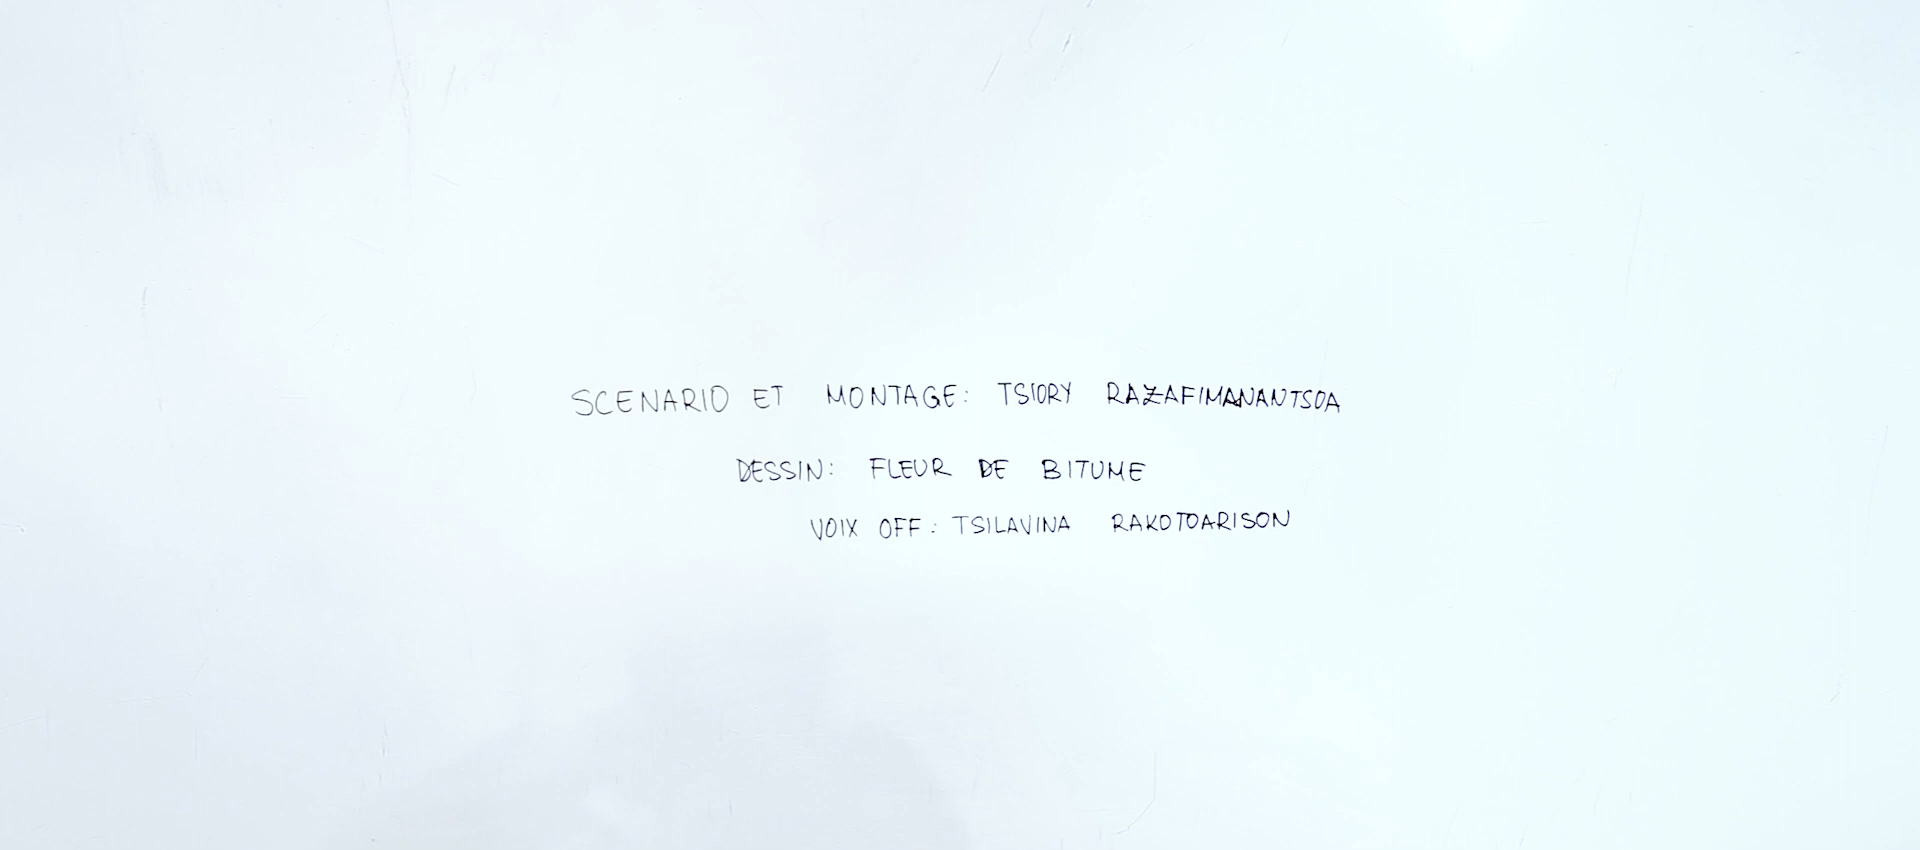 SCENARIO ET MONTAGE: TSIORY RAZAFIMANANTSOA
DESSIN: FLEUR DE BITUME
VOIX OFF: TSILAVINA RAKOTOARISON